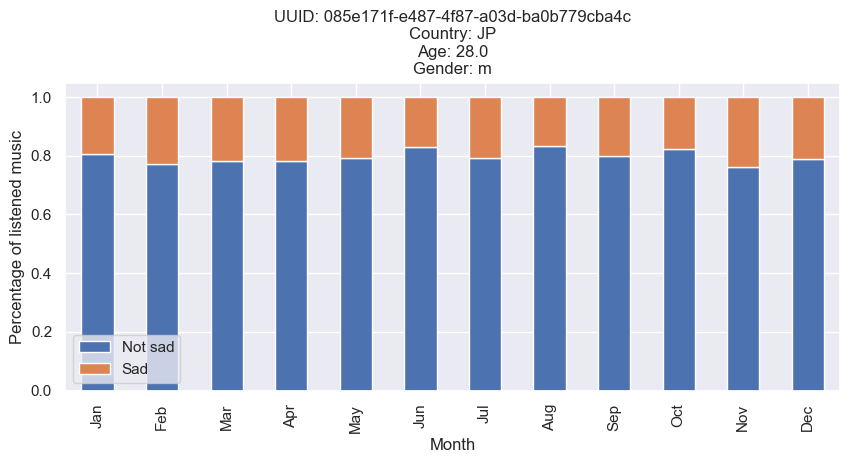 UUID: 085e171f-e487-4f87-a03d-ba0b779cba4c
Country: JP
Age: 28.0
Gender: m
Percentage of listened music
1.0
0.8
0.6
0.4
0.2
0.0
Not sad
Sad
Jan
Feb
Mar
Apr
May
Jun
Jul
Aug
Sep
Oct
Nov
Dec
Month